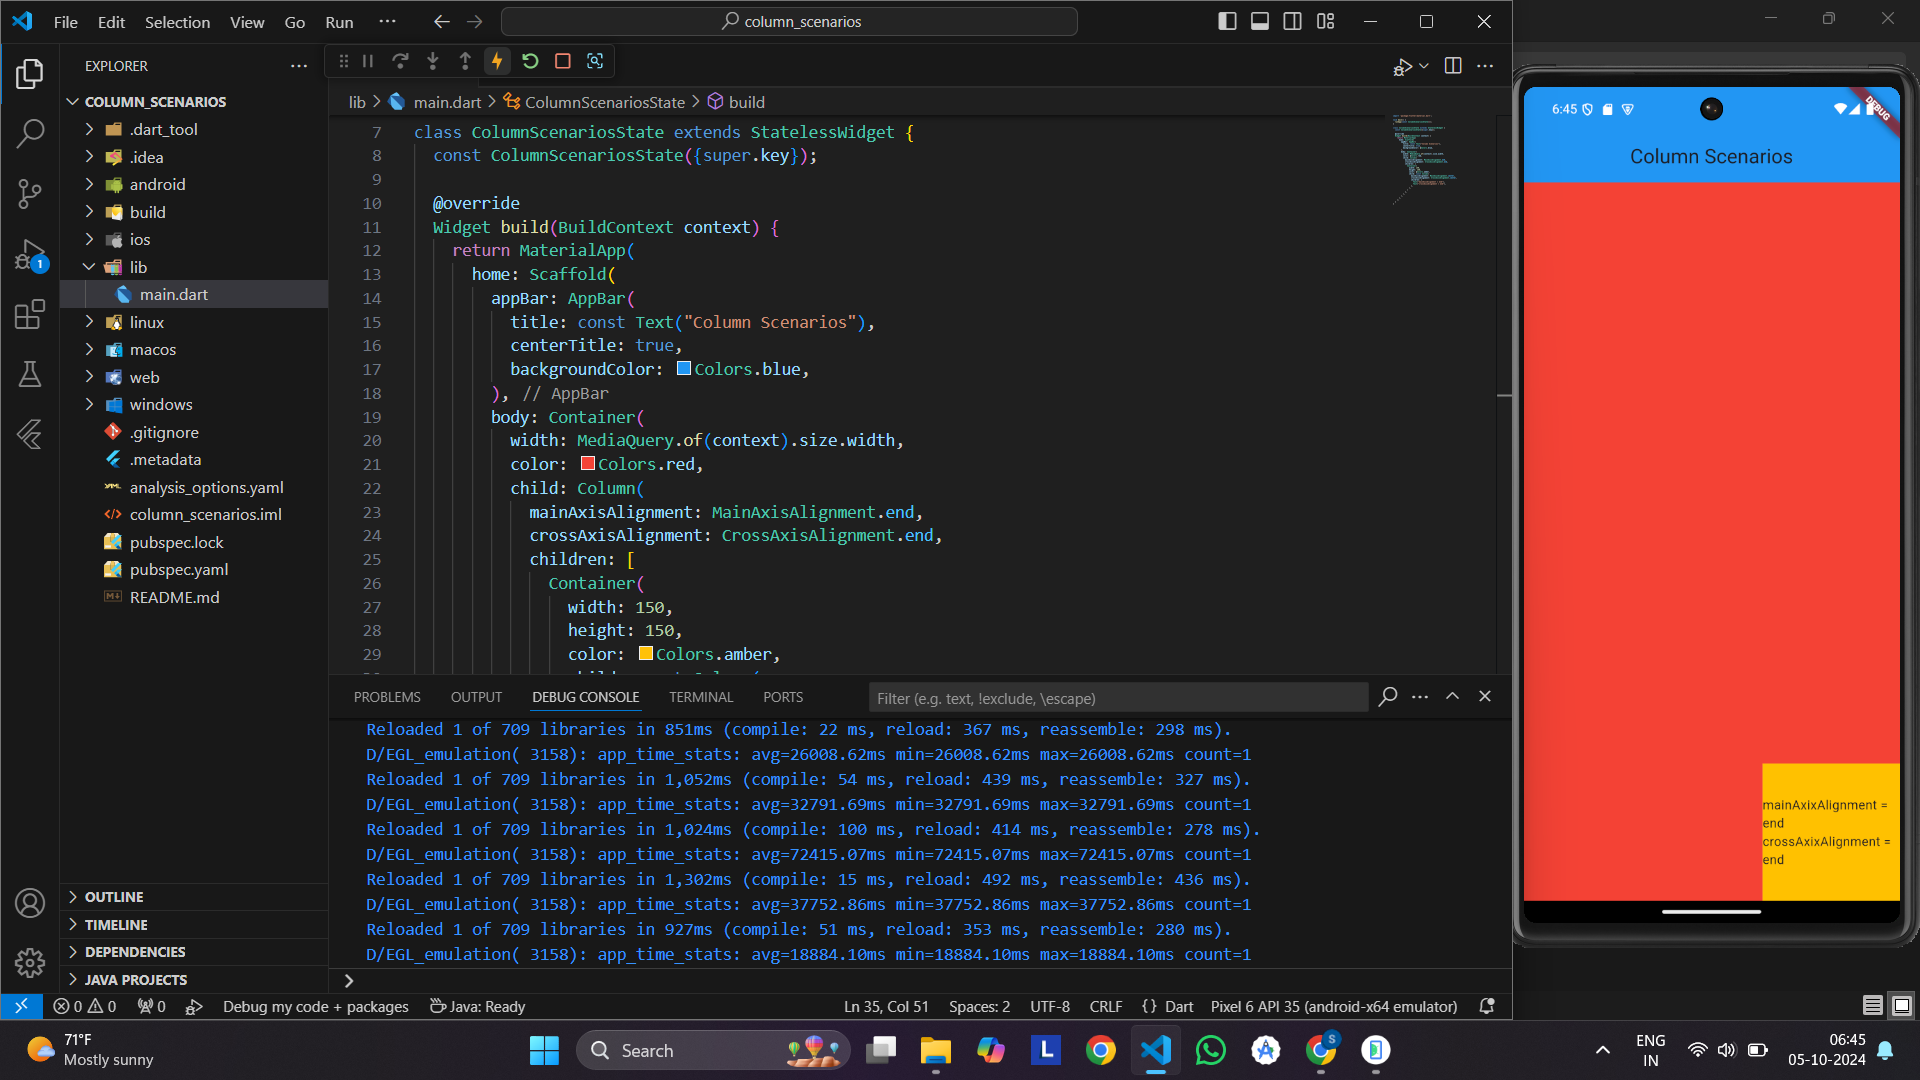 File Edit Selection View Go Run ···
column_scenarios
EXPLORER
COLUMN_SCENARIOS
.dart_tool
.idea
android
build
ios
lib
main.dart
linux
macos
web
windows
.gitignore
.metadata
analysis_options.yaml
column_scenarios.iml
pubspec.lock
pubspec.yaml
README.md
OUTLINE
TIMELINE
DEPENDENCIES
JAVA PROJECTS
lib > main.dart > ColumnScenariosState > build
7 class ColumnScenariosState extends StatelessWidget {
8 const ColumnScenariosState({super.key});
9
10 @override
11 Widget build(BuildContext context) {
12 return MaterialApp(
13 home: Scaffold(
14 appBar: AppBar(
15 title: const Text("Column Scenarios"),
16 centerTitle: true,
17 backgroundColor: Colors.blue,
18 ), // AppBar
19 body: Container(
20 width: MediaQuery.of(context).size.width,
21 color: Colors.red,
22 child: Column(
23 mainAxisAlignment: MainAxisAlignment.end,
24 crossAxisAlignment: CrossAxisAlignment.end,
25 children: [
26 Container(
27 width: 150,
28 height: 150,
29 color: Colors.amber,
PROBLEMS OUTPUT DEBUG CONSOLE TERMINAL PORTS
Filter (e.g. text, !exclude, \escape)
Reloaded 1 of 709 libraries in 851ms (compile: 22 ms, reload: 367 ms, reassemble: 298 ms).
D/EGL_emulation( 3158): app_time_stats: avg=26008.62ms min=26008.62ms max=26008.62ms count=1
Reloaded 1 of 709 libraries in 1,052ms (compile: 54 ms, reload: 439 ms, reassemble: 327 ms).
D/EGL_emulation( 3158): app_time_stats: avg=32791.69ms min=32791.69ms max=32791.69ms count=1
Reloaded 1 of 709 libraries in 1,024ms (compile: 100 ms, reload: 414 ms, reassemble: 278 ms).
D/EGL_emulation( 3158): app_time_stats: avg=72415.07ms min=72415.07ms max=72415.07ms count=1
Reloaded 1 of 709 libraries in 1,302ms (compile: 15 ms, reload: 492 ms, reassemble: 436 ms).
D/EGL_emulation( 3158): app_time_stats: avg=37752.86ms min=37752.86ms max=37752.86ms count=1
Reloaded 1 of 709 libraries in 927ms (compile: 51 ms, reload: 353 ms, reassemble: 280 ms).
D/EGL_emulation( 3158): app_time_stats: avg=18884.10ms min=18884.10ms max=18884.10ms count=1
0 0 0 Debug my code + packages Java: Ready Ln 35, Col 51 Spaces: 2 UTF-8 CRLF {} Dart Pixel 6 API 35 (android-x64 emulator)
6:45
DEBUG
Column Scenarios
mainAxixAlignment =
end
crossAxixAlignment =
end
71°F
Mostly sunny
Search
ENG
IN
06:45
05-10-2024